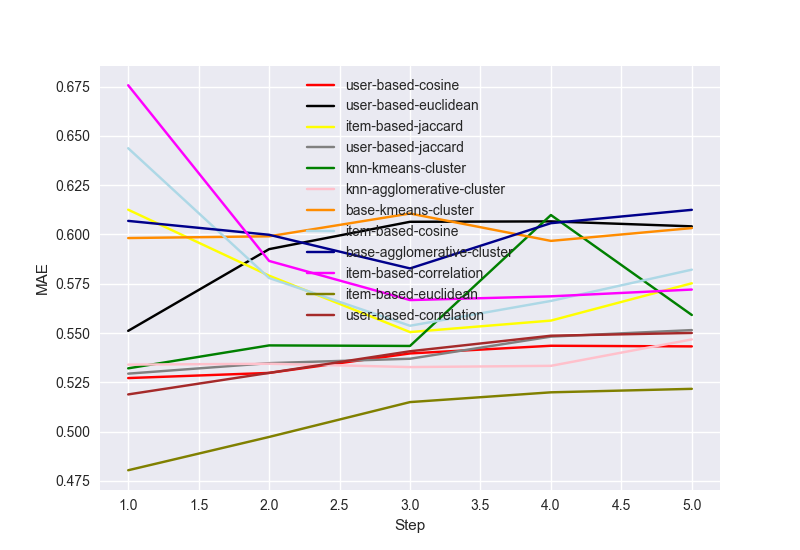 0.675
0.650
0.625
0.600
0.575
0.550
0.525
0.500
0.475
MAE
user-based-cosine
user-based-euclidean
item-based-jaccard
user-based-jaccard
knn-kmeans-cluster
knn-agglomerative-cluster
base-kmeans-cluster
item-based-cosine
base-agglomerative-cluster
item-based-correlation
item-based-euclidean
user-based-correlation
1.0 1.5 2.0 2.5 3.0 3.5 4.0 4.5 5.0
Step